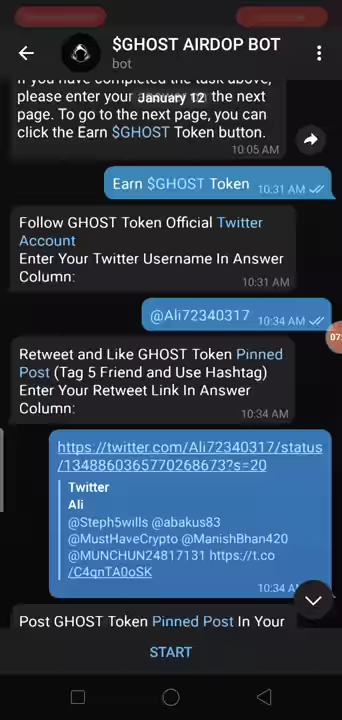 $GHOST AIRDOP BOT
bot
If you have completed the task above,
please enter your the next
January 12
page. To go to the next page, you can
click the Earn $GHOST Token button.
10:05 AM
Earn $GHOST Token
10:31 AM
Follow GHOST Token Official Twitter
Account
Enter Your Twitter Username In Answer
Column:
10:31 AM
@Ali72340317
10:34 AM
07:
Retweet and Like GHOST Token Pinned
Post (Tag 5 Friend and Use Hashtag)
Enter Your Retweet Link In Answer
Column:
10:34 AM
https://twitter.com/Ali72340317/status
/1348860365770268673?s=20
Twitter
Ali
@Steph5wills @abakus83
@MustHaveCrypto @ManishBhan420
@MUNCHUN24817131 https://t.co
/C4qnTA0oSK
10:34 AM
Post GHOST Token Pinned Post In Your
START